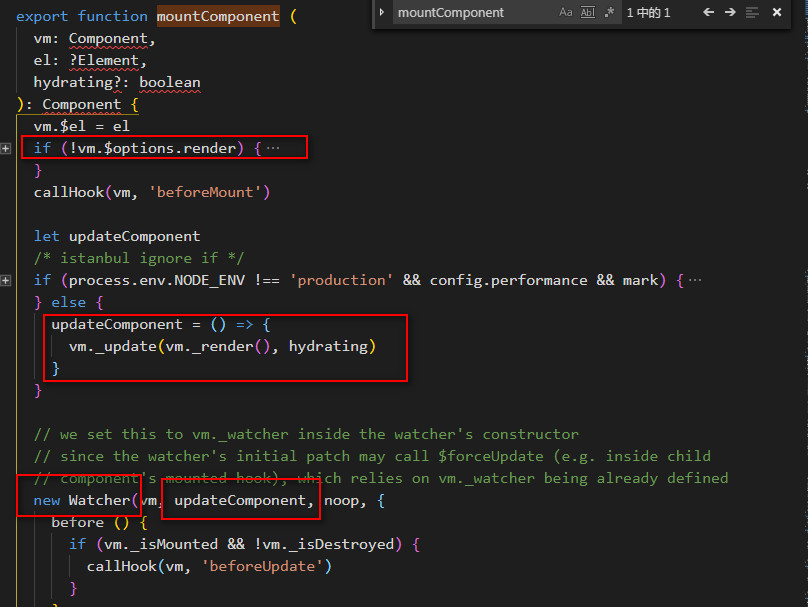 mountComponent
Aa
Abl
.*
1 中的 1
export function mountComponent (
vm: Component,
el: ?Element,
hydrating?: boolean
): Component {
vm.$el = el
if (!vm.$options.render) {···
}
callHook(vm, 'beforeMount')
let updateComponent
/* istanbul ignore if */
if (process.env.NODE_ENV !== 'production' && config.performance && mark) {···
} else {
updateComponent = () => {
vm._update(vm._render(), hydrating)
}
}
// we set this to vm._watcher inside the watcher's constructor
// since the watcher's initial patch may call $forceUpdate (e.g. inside child
// component's mounted hook), which relies on vm._watcher being already defined
new Watcher(vm, updateComponent, noop, {
before () {
if (vm._isMounted && !vm._isDestroyed) {
callHook(vm, 'beforeUpdate')
}